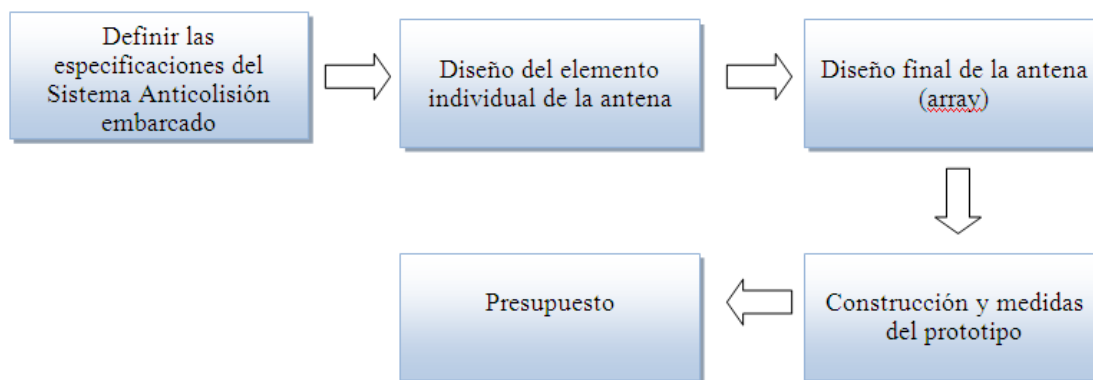 Definir las
especificaciones del
Sistema Anticolisión
embarcado
Diseño del elemento
individual de la antena
Diseño final de la antena
(array)
Construcción y medidas
del prototipo
Presupuesto